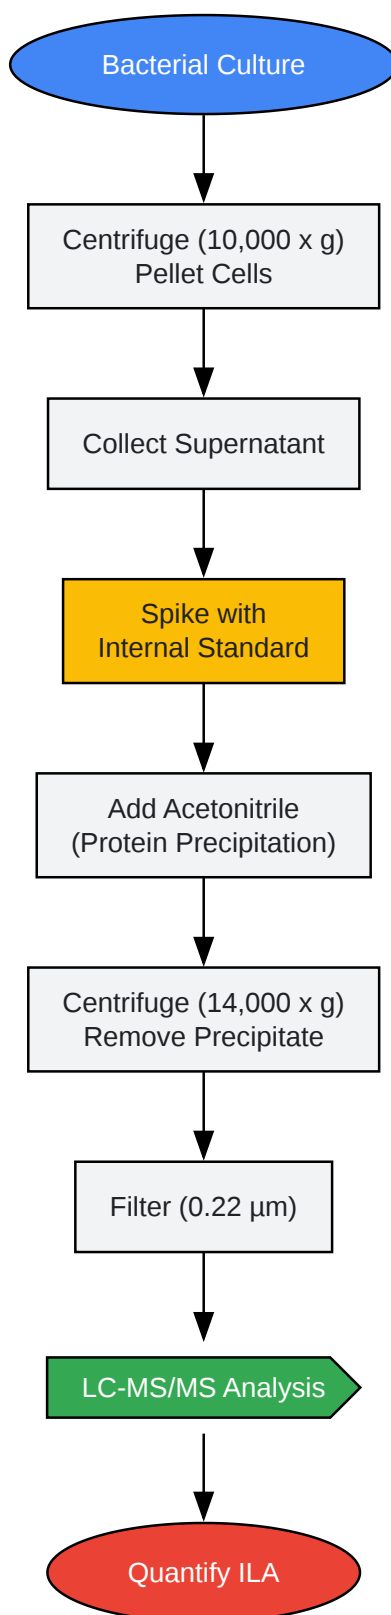 Bacterial Culture
Centrifuge (10,000 x g)
Pellet Cells
Collect Supernatant
Spike with
Internal Standard
Add Acetonitrile
(Protein Precipitation)
Centrifuge (14,000 x g)
Remove Precipitate
Filter (0.22 µm)
LC-MS/MS Analysis
Quantify ILA